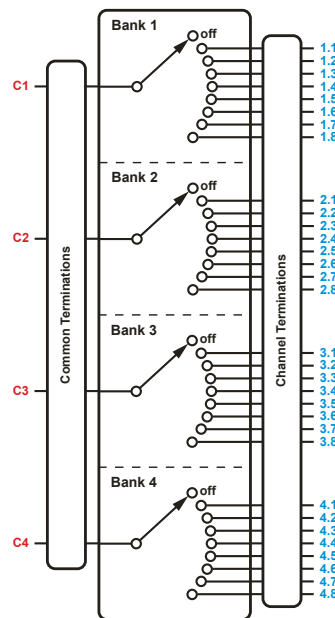 Bank 1
off
1.1
1.2
1.3
C1
1.4
1.5
1.6
1.7
1.8
Bank 2
off
2.1
2.2
2.3
C2
2.4
2.5
2.6
2.7
2.8
Common Terminations
Channel Terminations
Bank 3
off
3.1
3.2
3.3
C3
3.4
3.5
3.6
3.7
3.8
Bank 4
off
4.1
4.2
4.3
C4
4.4
4.5
4.6
4.7
4.8